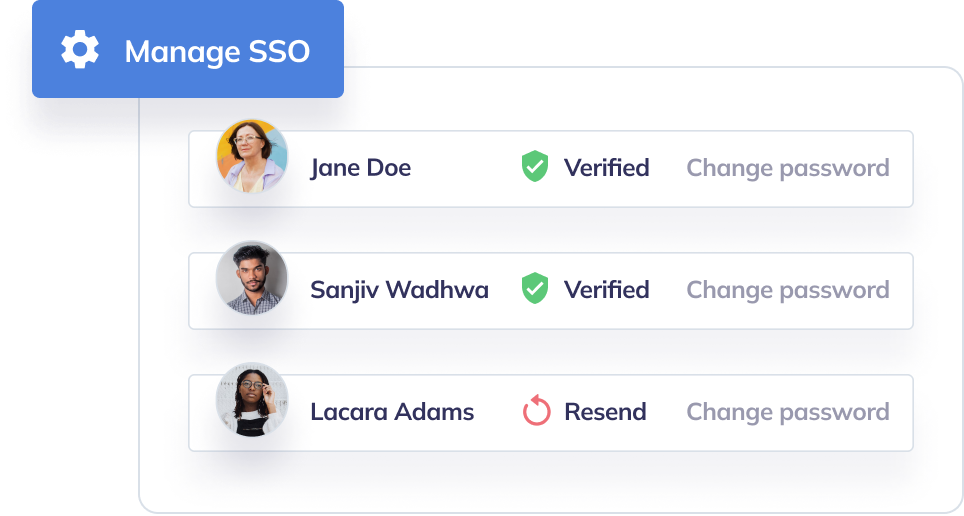 Manage SSO
Jane Doe Verified Change password
Sanjiv Wadhwa Verified Change password
Lacara Adams Resend Change password